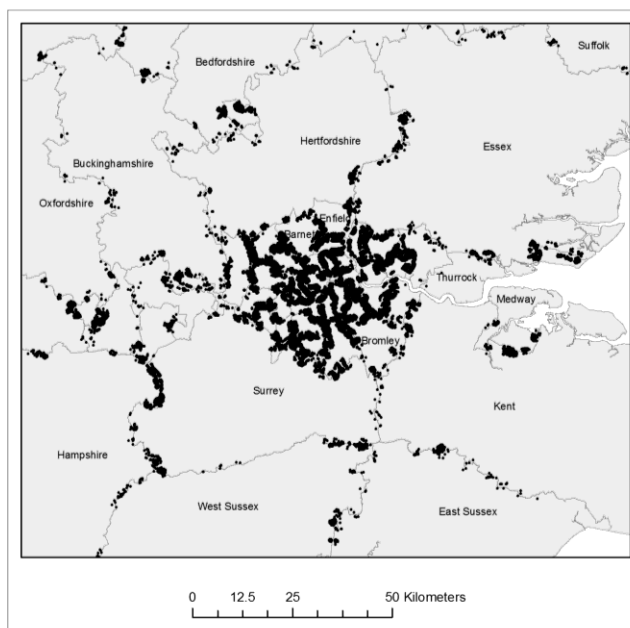 Suffolk
Bedfordshire
Hertfordshire
Essex
Buckinghamshire
Oxfordshire
Enfield
Barnet
Thurrock
Medway
Bromley
Surrey
Kent
Hampshire
West Sussex
East Sussex
0 12.5 25 50 Kilometers